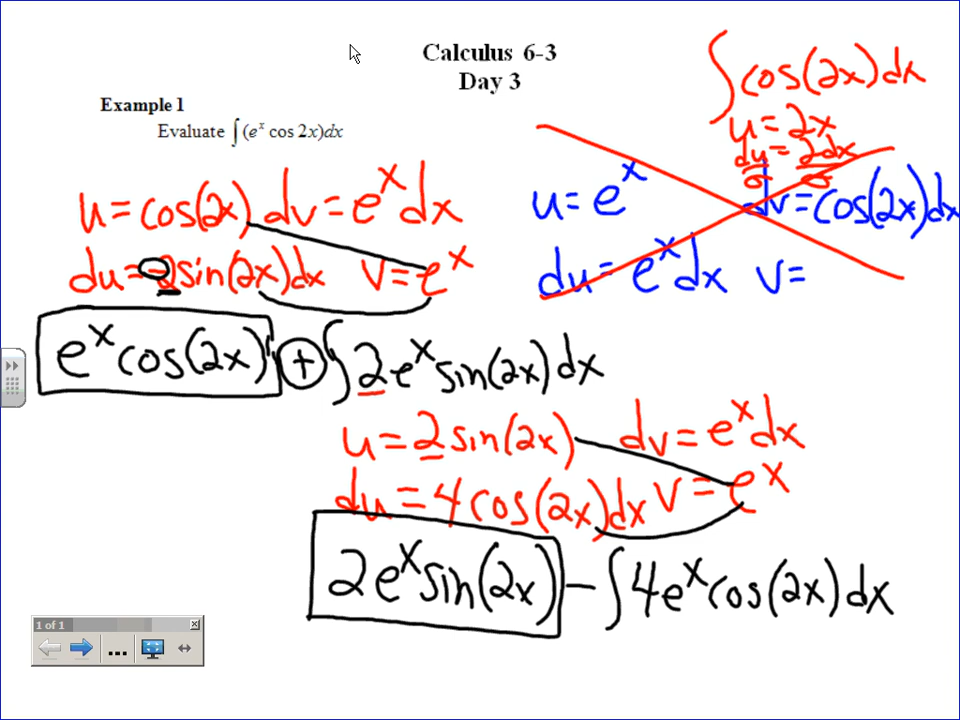 Calculus 6-3
Day 3
Example 1
Evaluate ∫(e^x cos 2x)dx
∫cos(2x)dx
u = 2x
du = 2dx
u = cos(2x) dv = e^x dx
du = -2sin(2x)dx v = e^x
u = e^x dv = cos(2x)dx
du = e^x dx v =
e^x cos(2x) + ∫2e^x sin(2x)dx
u = 2sin(2x) dv = e^x dx
du = 4cos(2x)dx v = e^x
2e^x sin(2x) - ∫4e^x cos(2x)dx
1 of 1